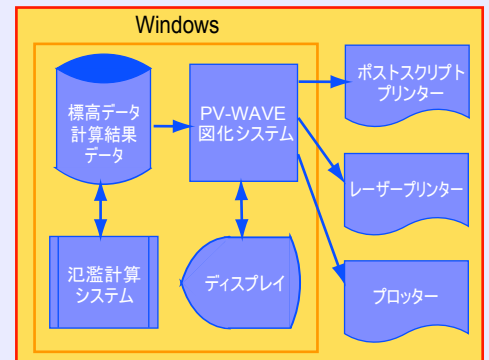 Windows
標高データ
計算結果
データ
PV-WAVE
図化システム
ポストスクリプト
プリンター
レーザープリンター
氾濫計算
システム
ディスプレイ
プロッター